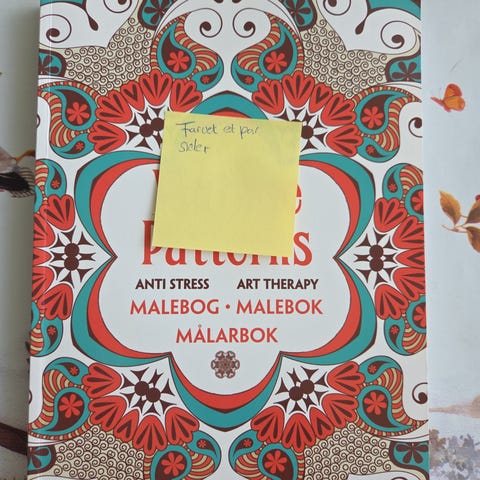 Farvet et par
sider
Patterns
ANTI STRESS ART THERAPY
MALEBOG · MALEBOK
MÅLARBOK